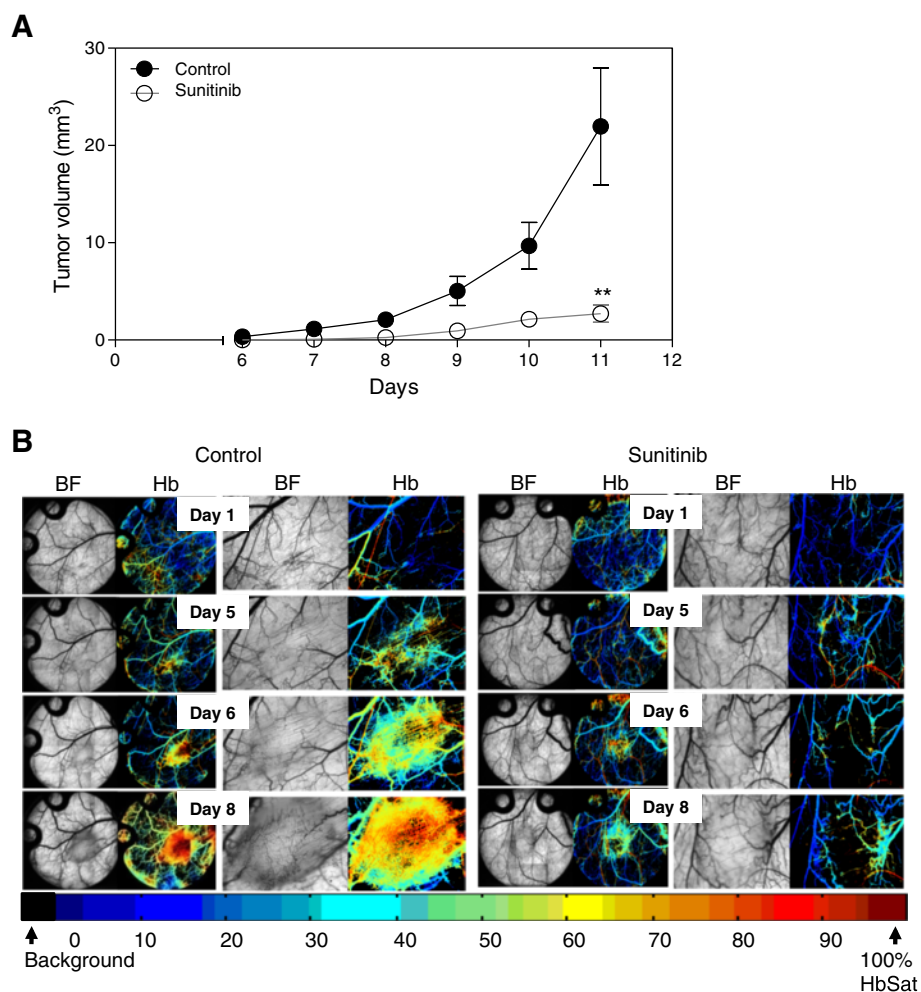 A
30
20
10
0
Tumor volume (mm³)
Control
Sunitinib
**
0 6 7 8 9 10 11 12
Days
B
Control Sunitinib
BF Hb BF Hb BF Hb BF Hb
Day 1 Day 1
Day 5 Day 5
Day 6 Day 6
Day 8 Day 8
0 10 20 30 40 50 60 70 80 90
Background 100%
HbSat